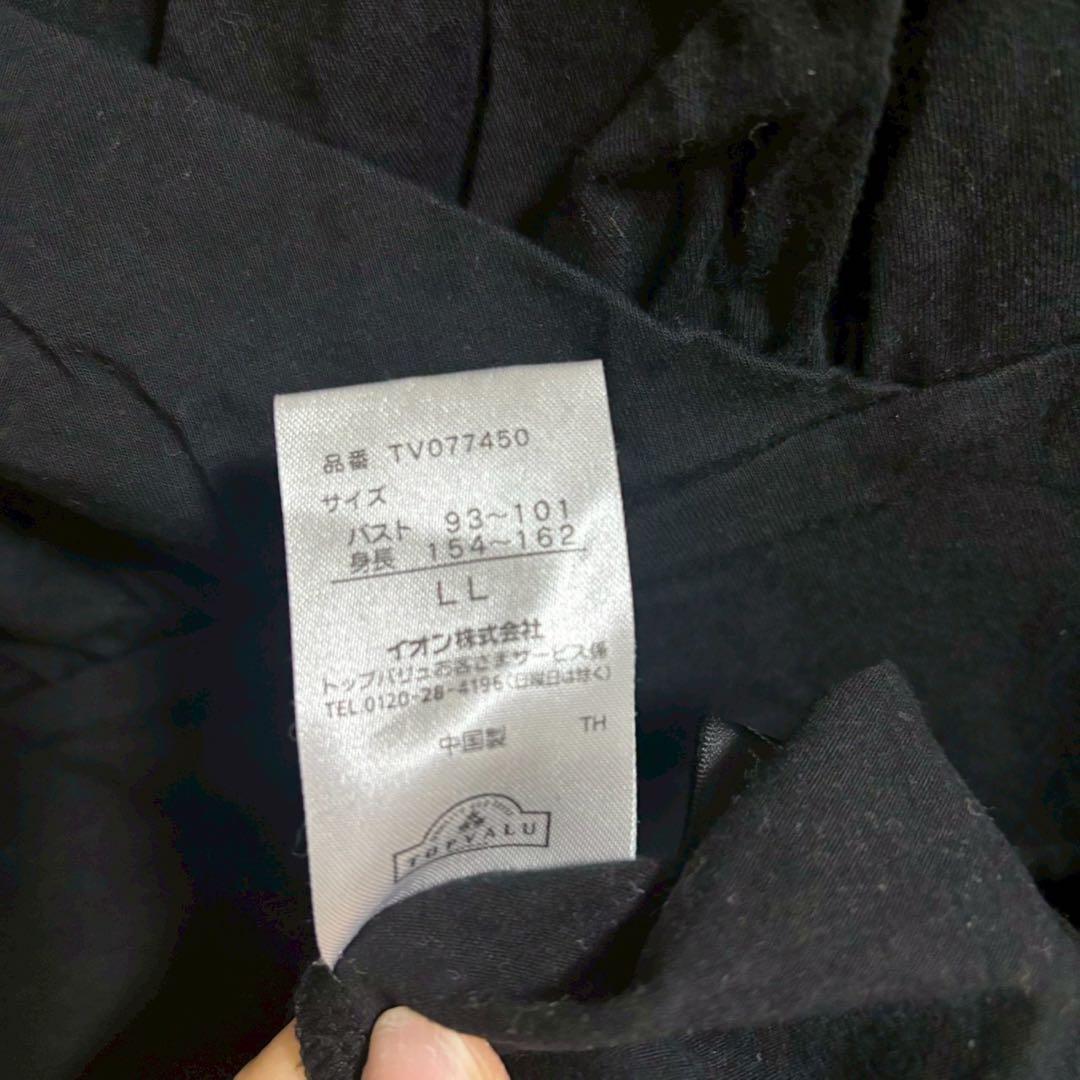 品番 TV077450
サイズ
バスト 93～101
身長 154～162
LL
イオン株式会社
トップバリュお客さまサービス係
TEL.0120-28-4196(日曜日は除く)
中国製 TH
TOPVALU